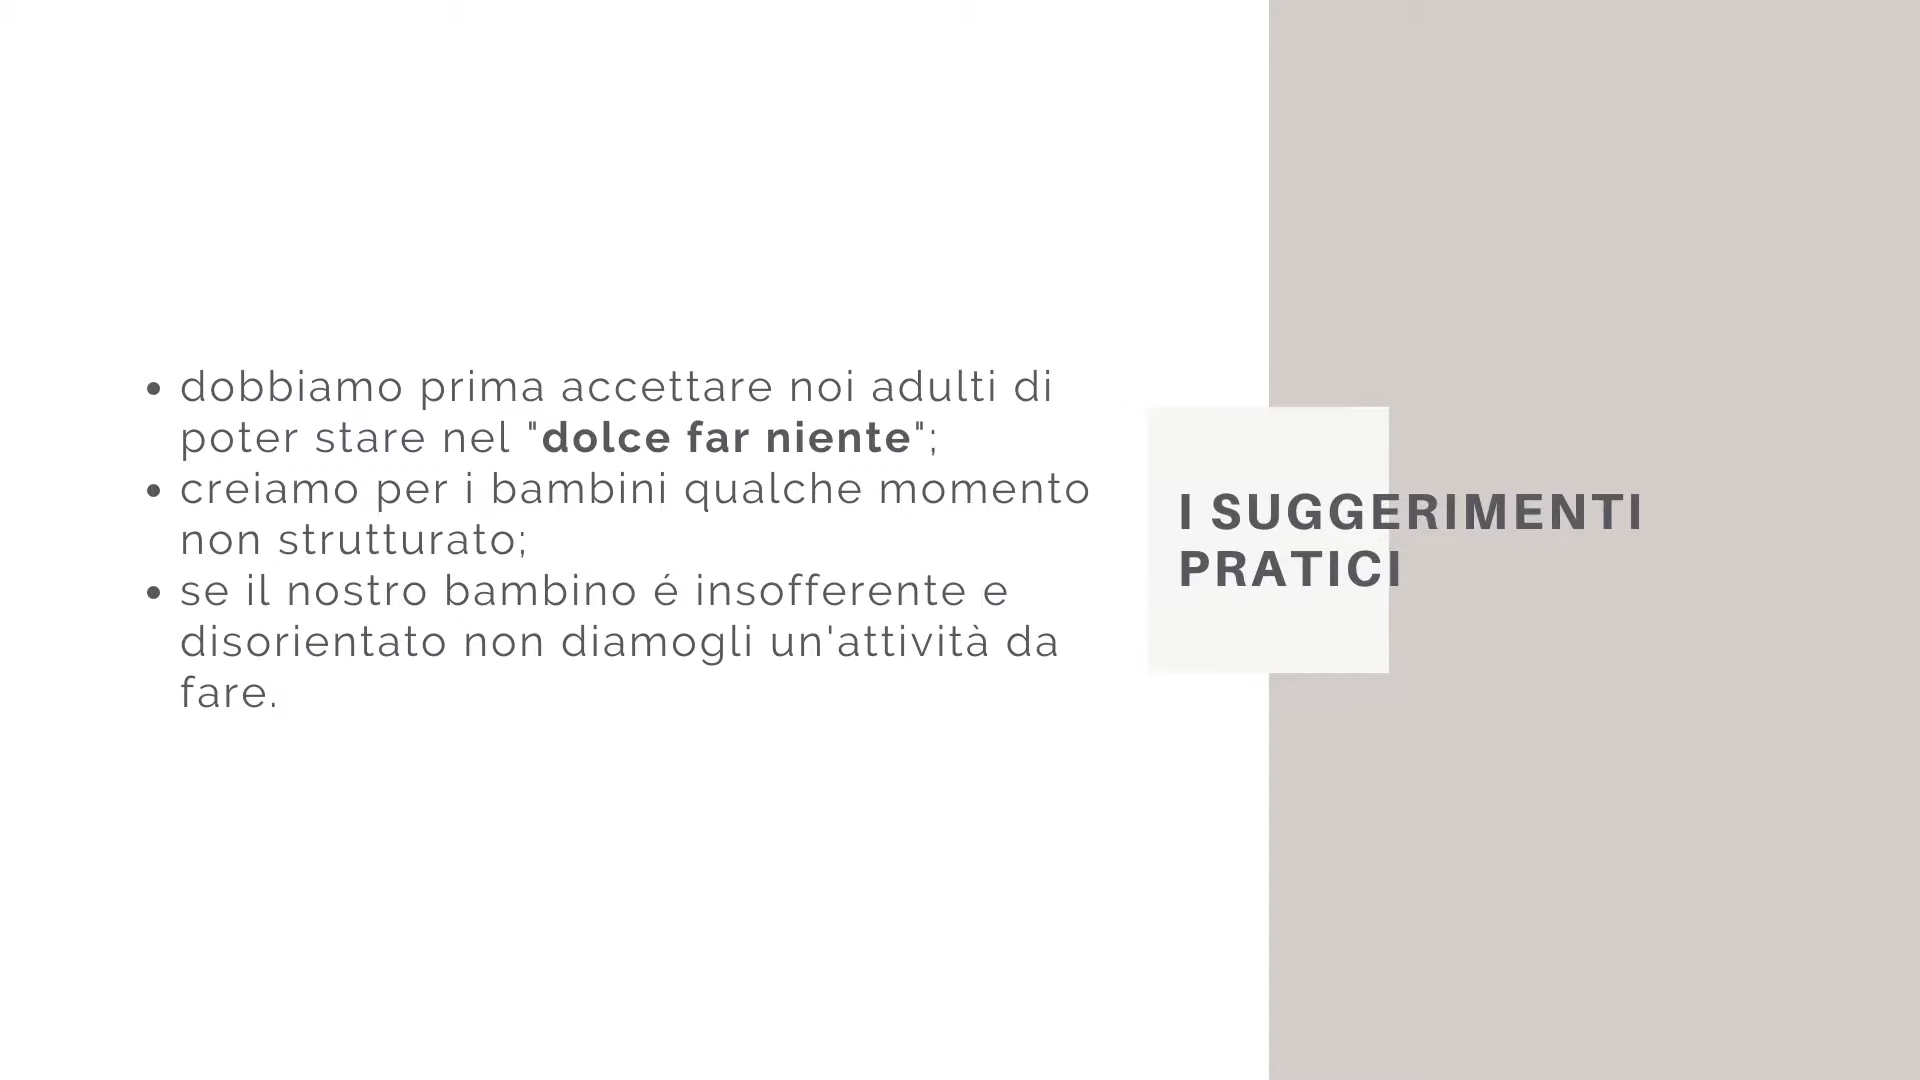 • dobbiamo prima accettare noi adulti di
poter stare nel "dolce far niente";
• creiamo per i bambini qualche momento
non strutturato;
• se il nostro bambino é insofferente e
disorientato non diamogli un'attività da
fare.
I SUGGERIMENTI
PRATICI